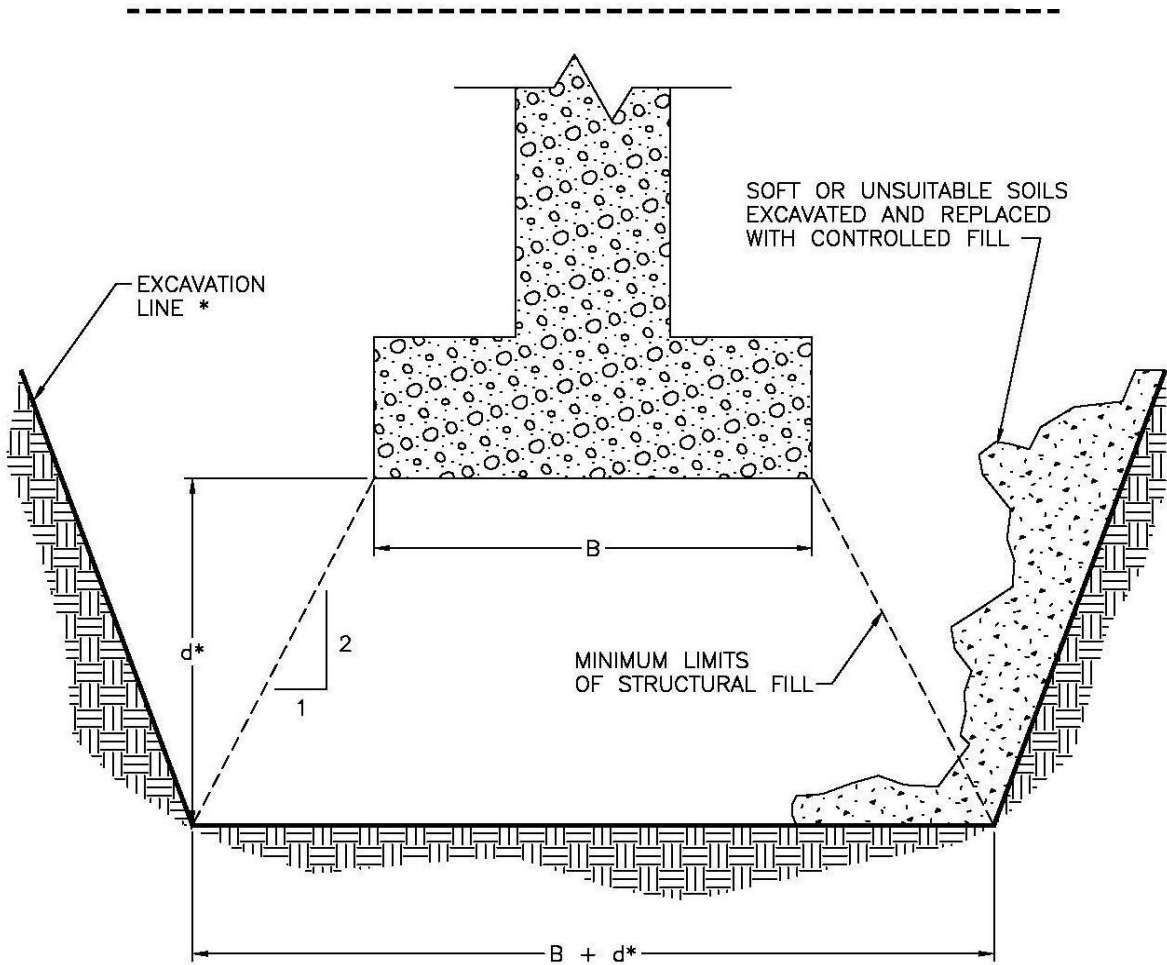 SOFT OR UNSUITABLE SOILS
EXCAVATED AND REPLACED
WITH CONTROLLED FILL
EXCAVATION
LINE *
B
d*
2
1
MINIMUM LIMITS
OF STRUCTURAL FILL
B + d*